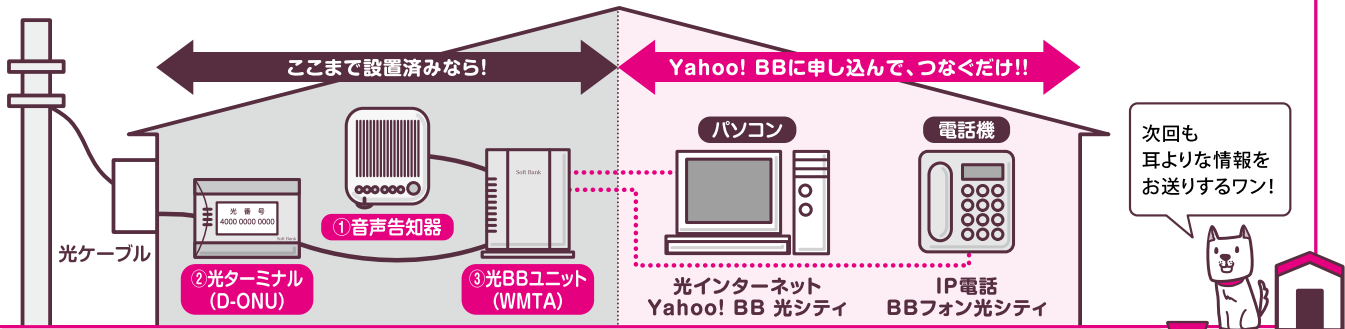 ここまで設置済みなら!
Yahoo! BBに申し込んで、つなぐだけ!!
パソコン
電話機
次回も
耳よりな情報を
お送りするワン!
Soft Bank
光番号
4000 0000 0000
Soft Bank
①音声告知器
光ケーブル
②光ターミナル
(D-ONU)
③光BBユニット
(WMTA)
光インターネット
Yahoo! BB 光シティ
IP電話
BBフォン光シティ